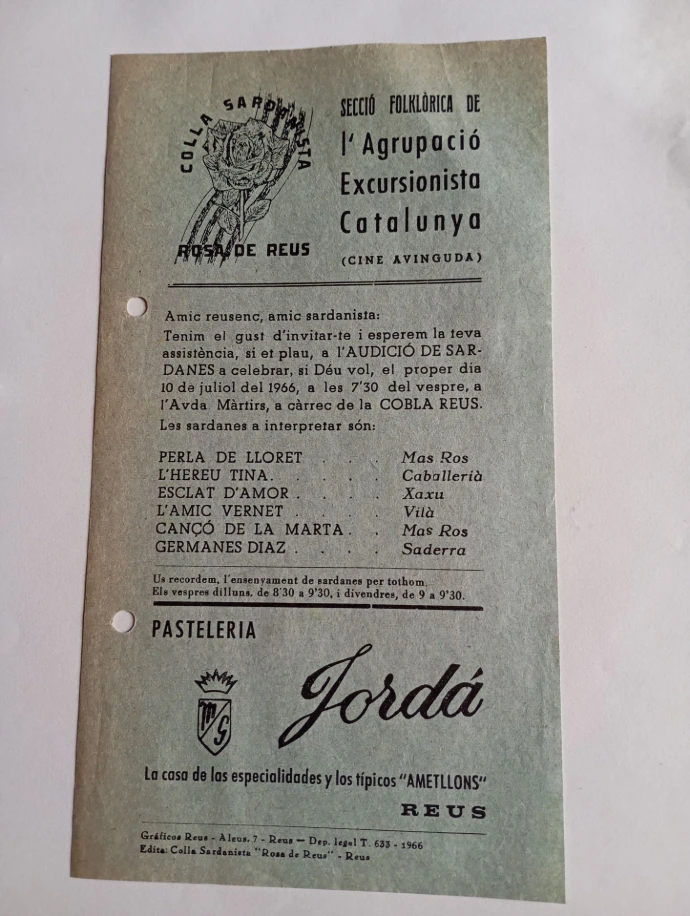 COLLA SARDANISTA
ROSA DE REUS
SECCIÓ FOLKLÒRICA DE
l'Agrupació
Excursionista
Catalunya
(CINE AVINGUDA)
Amic reusenc, amic sardanista:
Tenim el gust d'invitar-te i esperem la teva
assistència, si et plau, a l'AUDICIÓ DE SAR-
DANES a celebrar, si Déu vol, el proper dia
10 de juliol del 1966, a les 7'30 del vespre, a
l'Avda. Màrtirs, a càrrec de la COBLA REUS.
Les sardanes a interpretar són:
PERLA DE LLORET . . . Mas Ros
L'HEREU TINA. . . . . Caballerià
ESCLAT D'AMOR . . . . Xaxu
L'AMIC VERNET . . . . Vilà
CANÇÓ DE LA MARTA . . Mas Ros
GERMANES DIAZ . . . . Saderra
Us recordem, l'ensenyament de sardanes per tothom.
Els vespres dilluns, de 8'30 a 9'30, i divendres, de 9 a 9'30.
PASTELERIA
Jordá
MG
La casa de las especialidades y los típicos "AMETLLONS"
REUS
Gráficos Reus - Aleus, 7 - Reus — Dep. legal T. 633 - 1966
Edita: Colla Sardanista "Rosa de Reus" - Reus